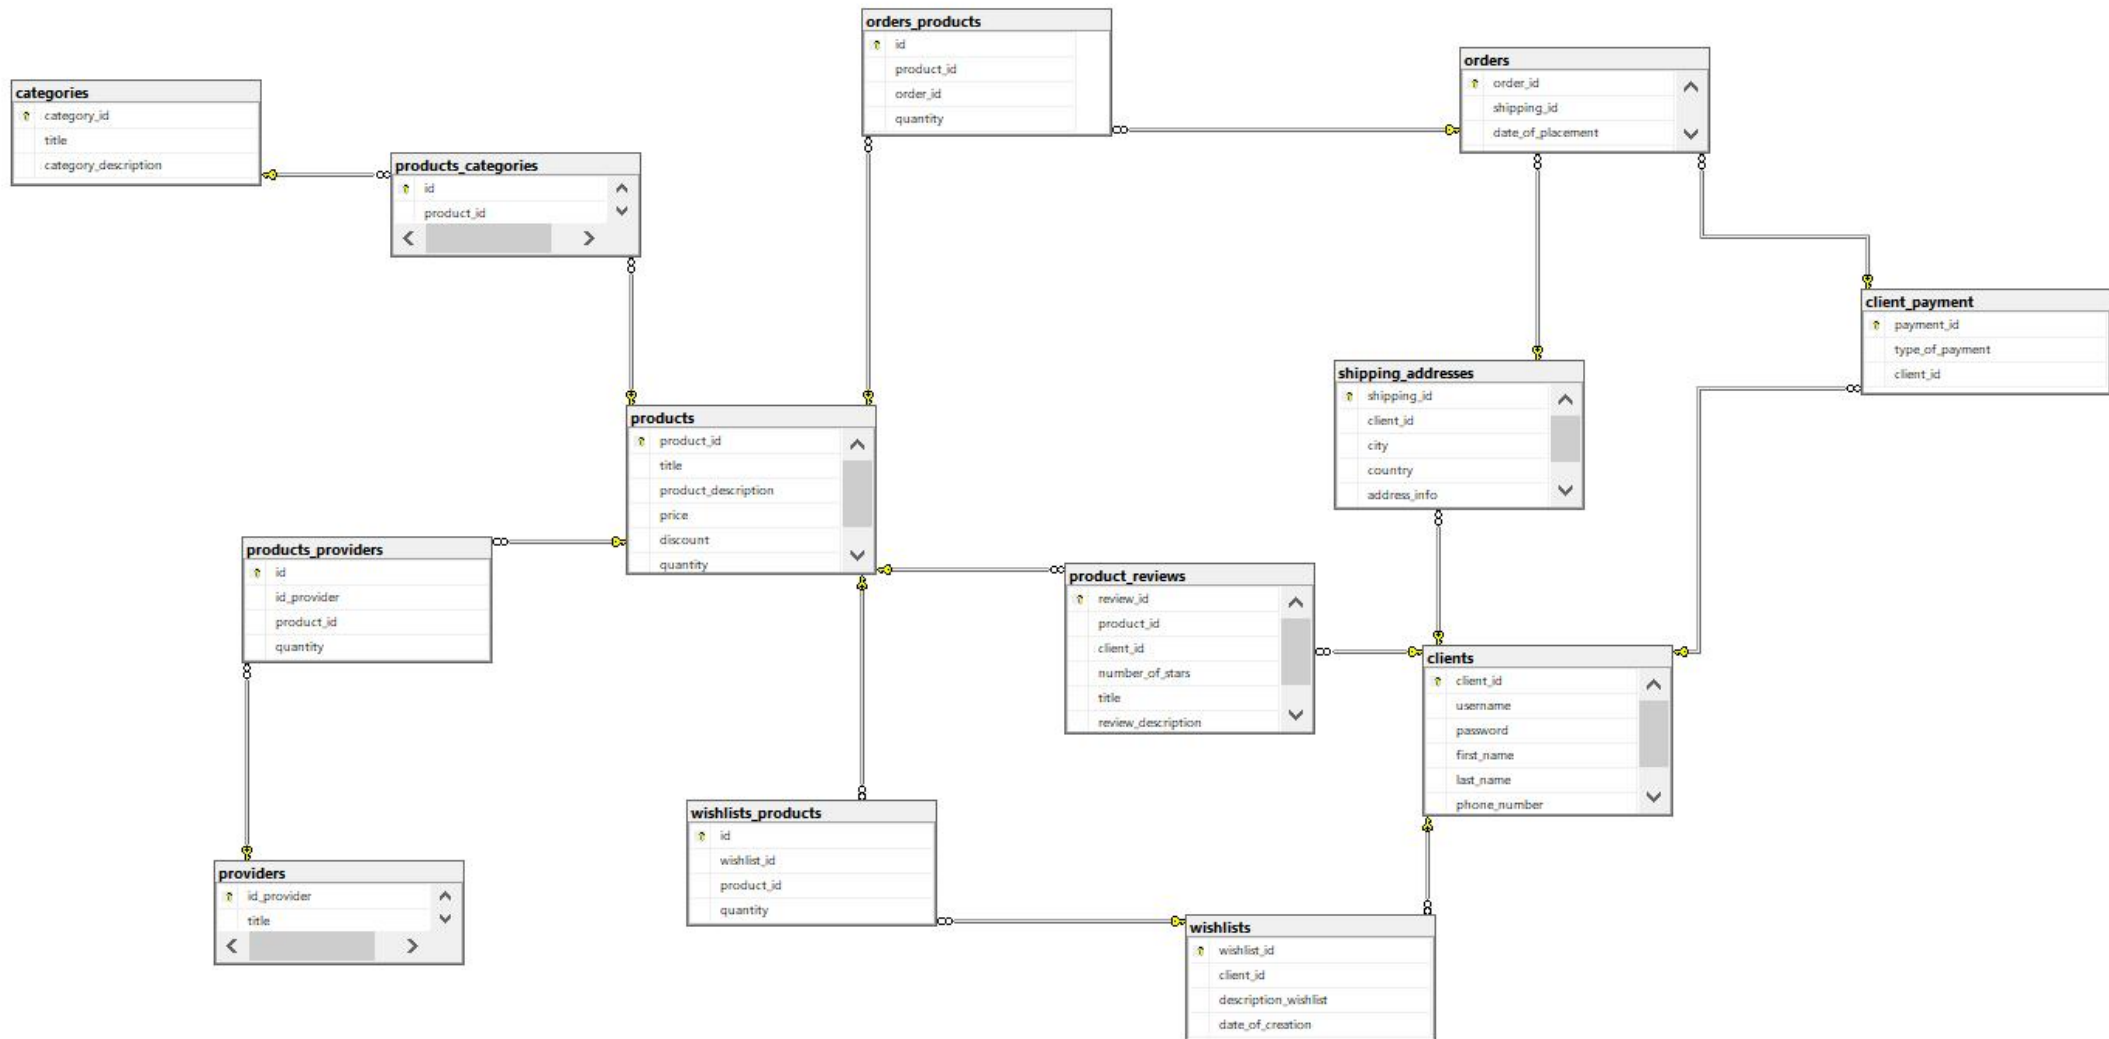 orders_products
id
product_id
order_id
quantity
orders
order_id
shipping_id
date_of_placement
categories
category_id
title
category_description
products_categories
id
product_id
client_payment
payment_id
type_of_payment
client_id
shipping_addresses
shipping_id
client_id
city
country
address_info
products
product_id
title
product_description
price
discount
quantity
products_providers
id
id_provider
product_id
quantity
product_reviews
review_id
product_id
client_id
number_of_stars
title
review_description
clients
client_id
username
password
first_name
last_name
phone_number
wishlists_products
id
wishlist_id
product_id
quantity
providers
id_provider
title
wishlists
wishlist_id
client_id
description_wishlist
date_of_creation